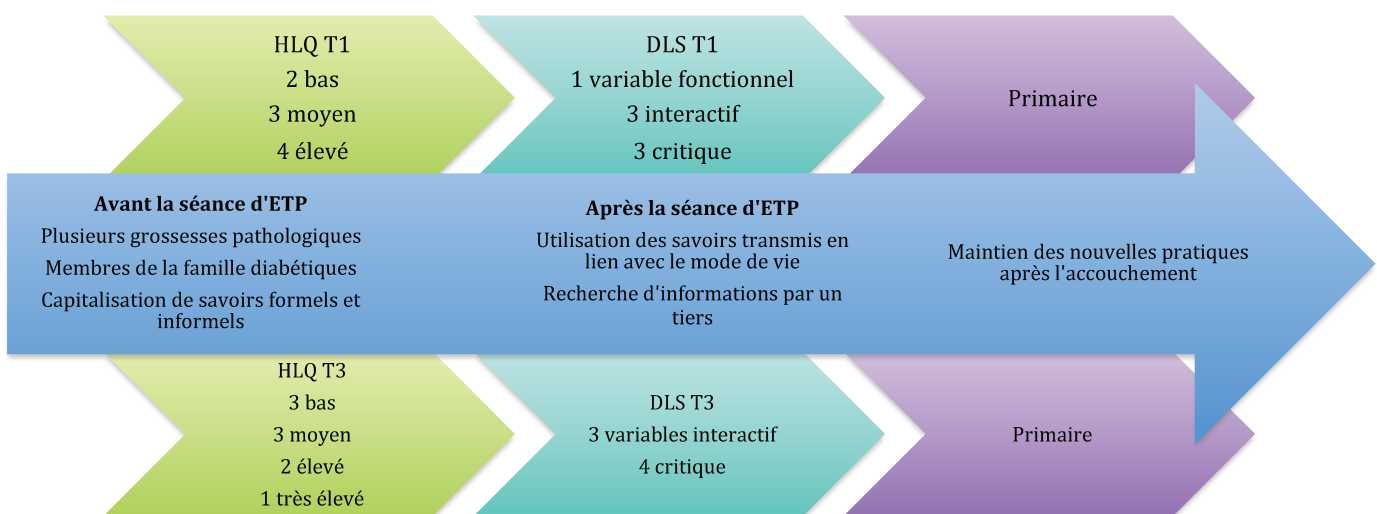 HLQ T1
2 bas
3 moyen
4 élevé
DLS T1
1 variable fonctionnel
3 interactif
3 critique
Primaire
Avant la séance d'ETP
Plusieurs grossesses pathologiques
Membres de la famille diabétiques
Capitalisation de savoirs formels et
informels
Après la séance d'ETP
Utilisation des savoirs transmis en
lien avec le mode de vie
Recherche d'informations par un
tiers
Maintien des nouvelles pratiques
après l'accouchement
HLQ T3
3 bas
3 moyen
2 élevé
1 très élevé
DLS T3
3 variables interactif
4 critique
Primaire